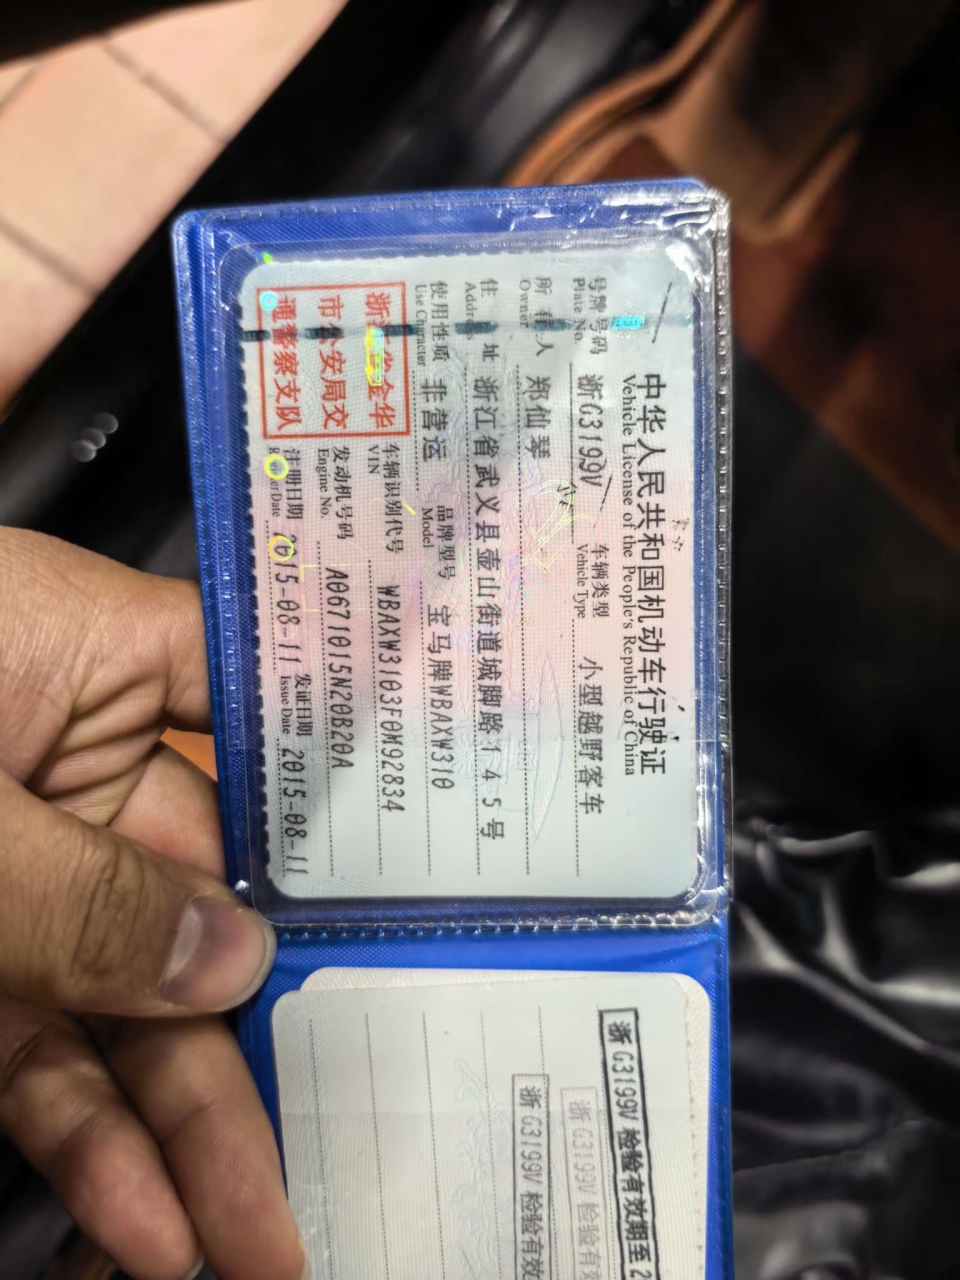 中华人民共和国机动车行驶证
Vehicle License of the People's Republic of China
号牌号码 浙G3199V 车辆类型 小型越野客车
Plate No. Vehicle Type
所有人 郑仙琴
Owner
住址 浙江省武义县壶山街道城脚路145号
Address
使用性质 非营运 品牌型号 宝马牌WBAXW310
Use Character Model
浙江省金华
市公安局交
通警察支队
车辆识别代号 WBAXW3103F0M92834
VIN
发动机号码 A0671015N20B20A
Engine No.
注册日期 2015-08-11 发证日期 2015-08-11
Register Date Issue Date
浙G3199V 检验有效期至2
浙G3199V 检验有效
浙G3199V 检验有效